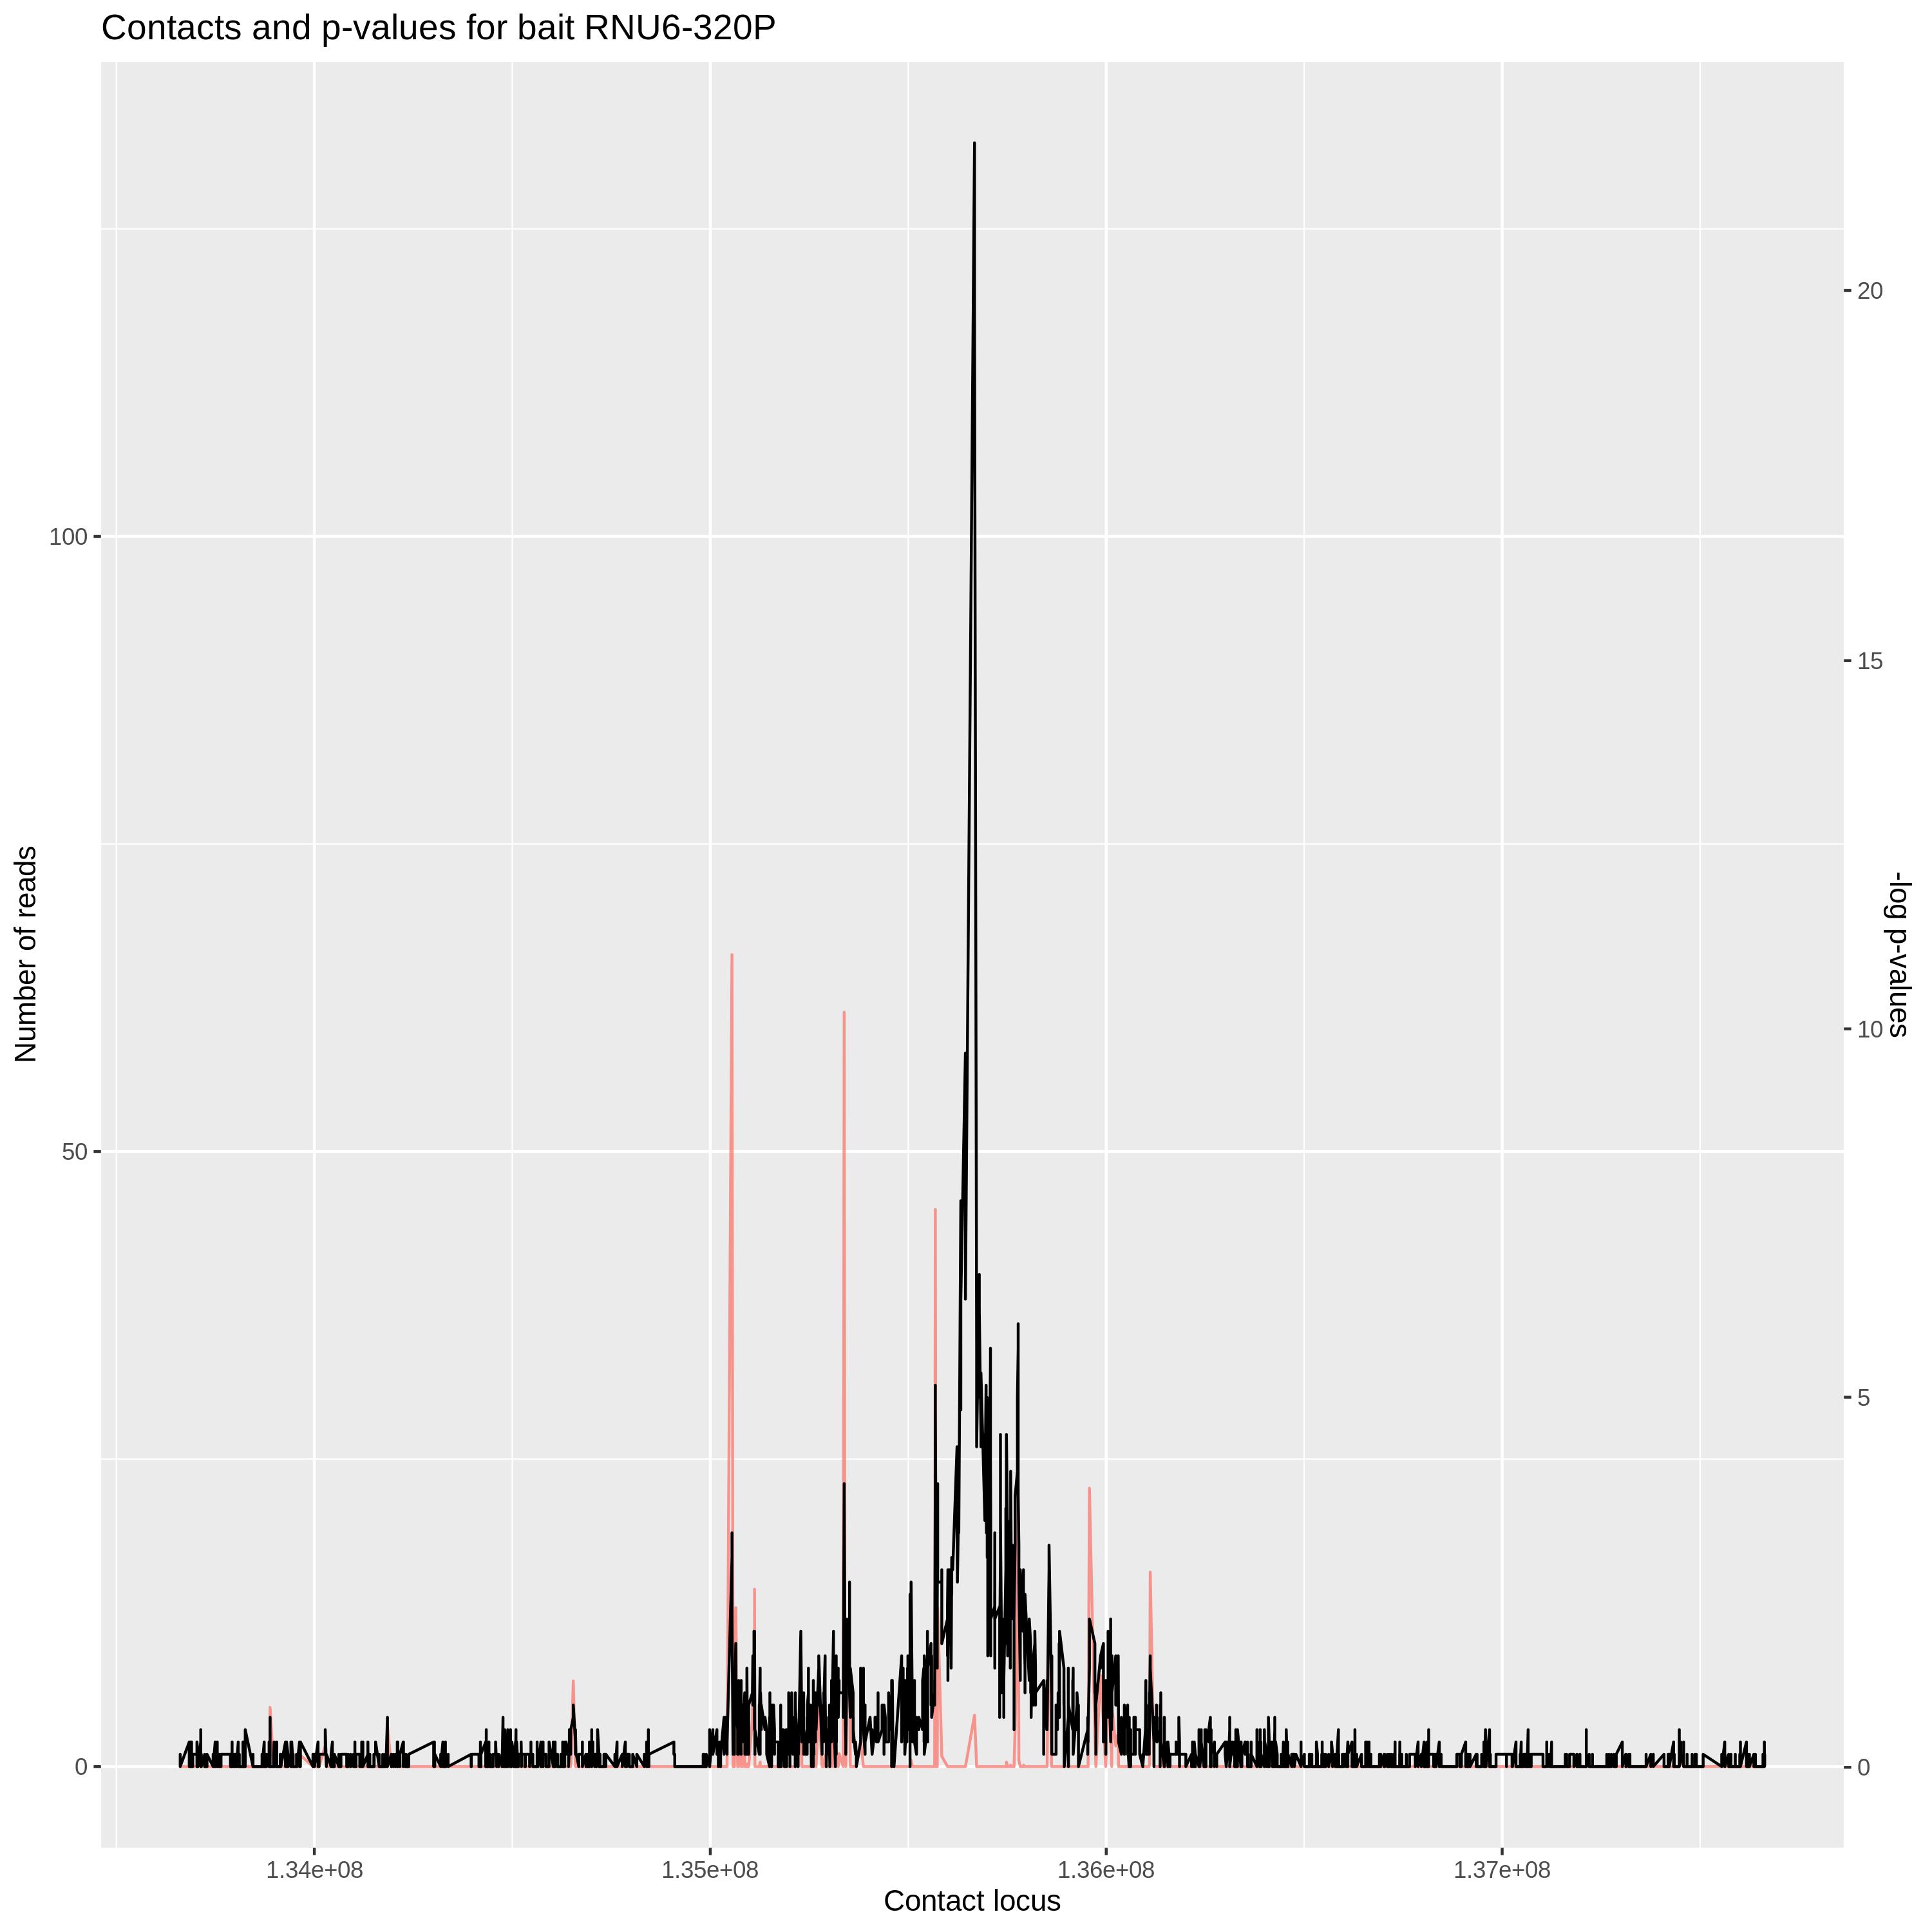 Contacts and p-values for bait RNU6-320P
Number of reads
100
50
0
20
15
10
5
0
-log p-values
1.34e+08
1.35e+08
1.36e+08
1.37e+08
Contact locus